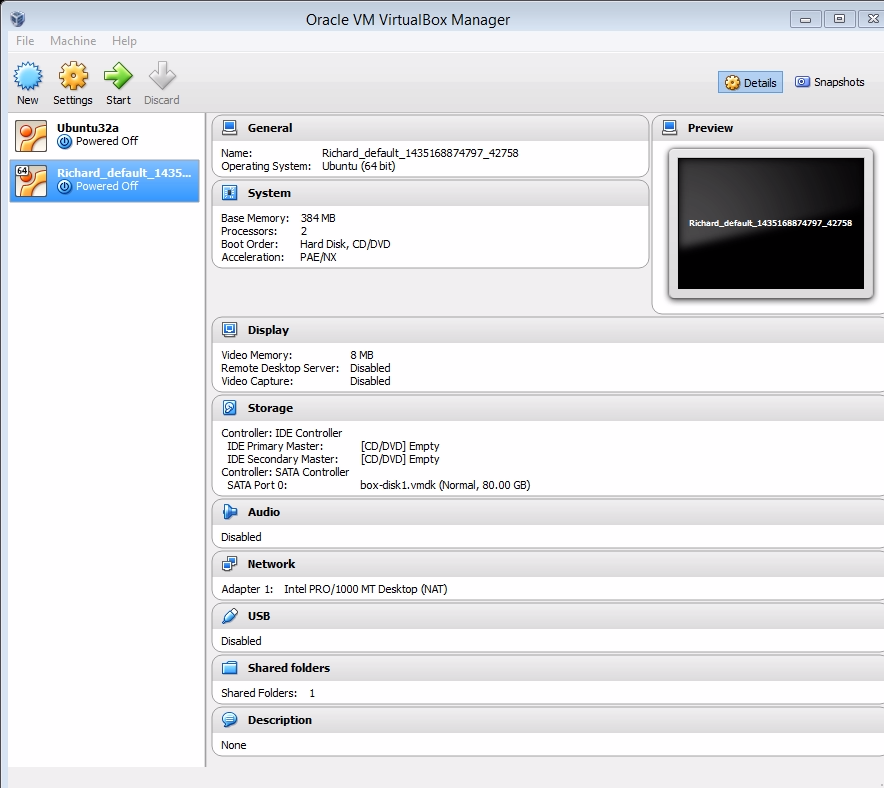 Oracle VM VirtualBox Manager
File Machine Help
New Settings Start Discard
Details Snapshots
Ubuntu32a
Powered Off
64
Richard_default_1435...
Powered Off
General
Name: Richard_default_1435168874797_42758
Operating System: Ubuntu (64 bit)
System
Base Memory: 384 MB
Processors: 2
Boot Order: Hard Disk, CD/DVD
Acceleration: PAE/NX
Preview
Richard_default_1435168874797_42758
Display
Video Memory: 8 MB
Remote Desktop Server: Disabled
Video Capture: Disabled
Storage
Controller: IDE Controller
IDE Primary Master: [CD/DVD] Empty
IDE Secondary Master: [CD/DVD] Empty
Controller: SATA Controller
SATA Port 0: box-disk1.vmdk (Normal, 80.00 GB)
Audio
Disabled
Network
Adapter 1: Intel PRO/1000 MT Desktop (NAT)
USB
Disabled
Shared folders
Shared Folders: 1
Description
None